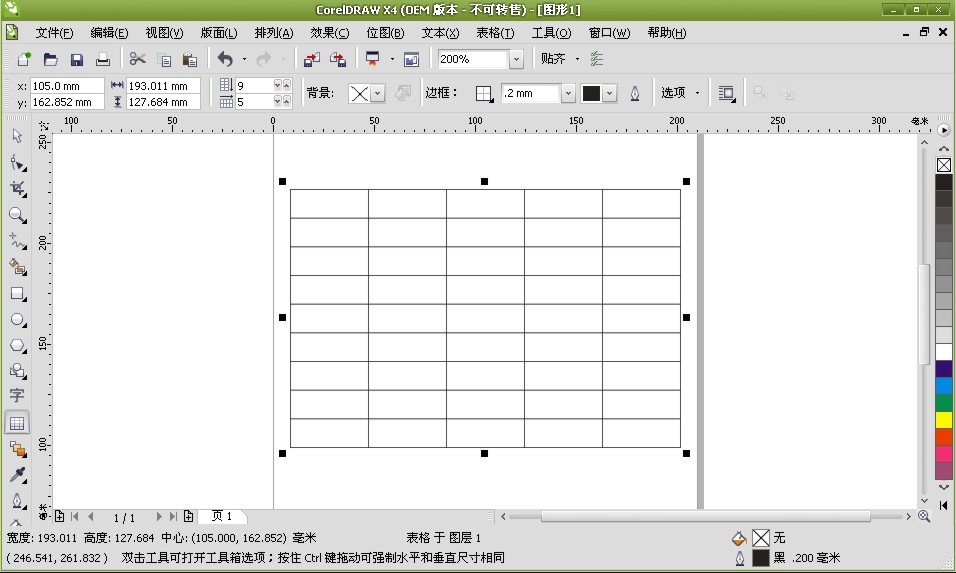 CorelDRAW X4 (OEM 版本 - 不可转售) - [图形1]
文件(F) 编辑(E) 视图(V) 版面(L) 排列(A) 效果(C) 位图(B) 文本(X) 表格(T) 工具(O) 窗口(W) 帮助(H)
200% 贴齐
x: 105.0 mm 193.011 mm 9 背景: 边框: .2 mm 选项
y: 162.852 mm 127.684 mm 5
100 50 0 50 100 150 200 250 300 毫米
250
200
150
100
字
1 / 1 页 1
宽度: 193.011 高度: 127.684 中心: (105.000, 162.852) 毫米 表格 于 图层 1 无
( 246.541, 261.832 ) 双击工具可打开工具箱选项；按住 Ctrl 键拖动可强制水平和垂直尺寸相同 黑 .200 毫米